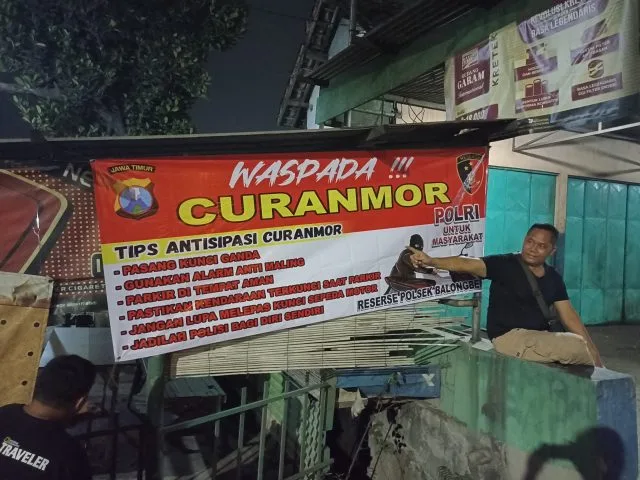 JAWA TIMUR
WASPADA !!!
CURANMOR
TIPS ANTISIPASI CURANMOR
- PASANG KUNCI GANDA
- GUNAKAN ALARM ANTI MALING
- PARKIR DI TEMPAT AMAN
- PASTIKAN KENDARAAN TERKUNCI SAAT PARKIR
- JANGAN LUPA MELEPAS KUNCI SEPEDA MOTOR
- JADILAH POLISI BAGI DIRI SENDIRI
POLRI
UNTUK
MASYARAKAT
RESERSE POLSEK BALONGBE
KRETEK
GARAM
RASA LEGENDARIS
TRAVELER